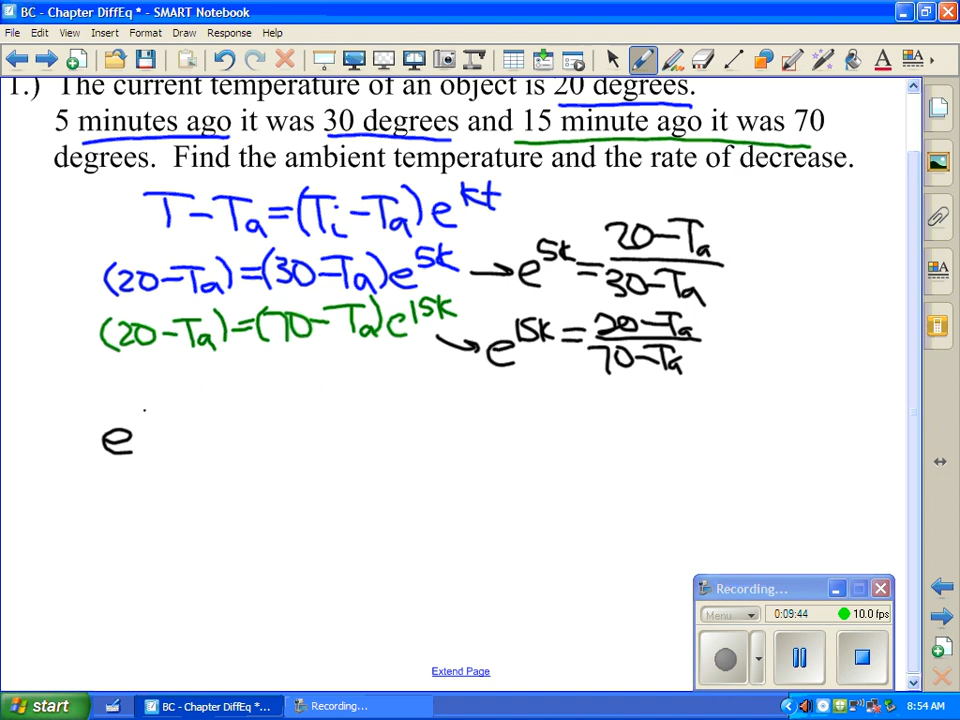 BC - Chapter DiffEq * - SMART Notebook
File Edit View Insert Format Draw Response Help
1.) The current temperature of an object is 20 degrees.
5 minutes ago it was 30 degrees and 15 minute ago it was 70
degrees. Find the ambient temperature and the rate of decrease.
T-Tₐ=(Tᵢ-Tₐ)e^kt
(20-Tₐ)=(30-Tₐ)e^5k → e^5k = (20-Tₐ)/(30-Tₐ)
(20-Tₐ)=(70-Tₐ)e^15k → e^15k = (20-Tₐ)/(70-Tₐ)
e
Recording...
Menu 0:09:44 10.0 fps
Extend Page
start BC - Chapter DiffEq *... Recording... 8:54 AM